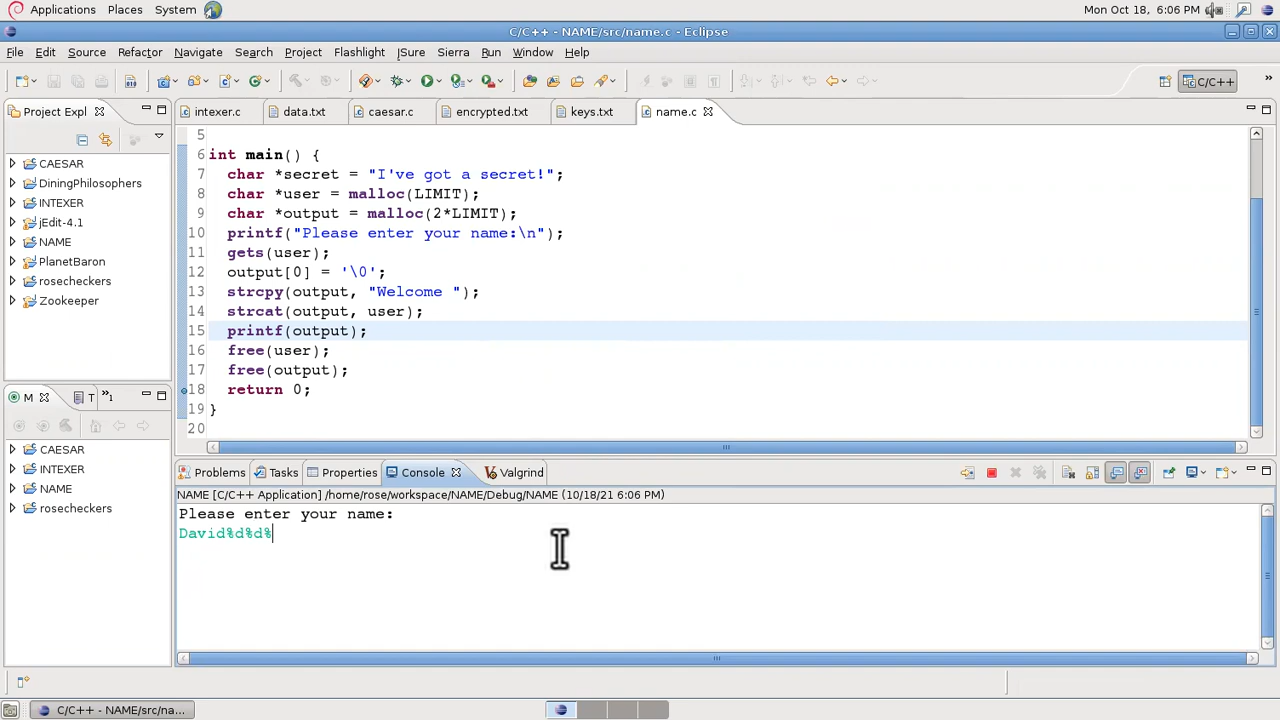 Applications Places System Mon Oct 18, 6:06 PM
C/C++ - NAME/src/name.c - Eclipse
File Edit Source Refactor Navigate Search Project Flashlight JSure Sierra Run Window Help
C/C++ »
Project Expl intexer.c data.txt caesar.c encrypted.txt keys.txt name.c
CAESAR
DiningPhilosophers
INTEXER
jEdit-4.1
NAME
PlanetBaron
rosecheckers
Zookeeper
5
6 int main() {
7 char *secret = "I've got a secret!";
8 char *user = malloc(LIMIT);
9 char *output = malloc(2*LIMIT);
10 printf("Please enter your name:\n");
11 gets(user);
12 output[0] = '\0';
13 strcpy(output, "Welcome ");
14 strcat(output, user);
15 printf(output);
16 free(user);
17 free(output);
18 return 0;
19 }
20
M T »1
CAESAR
INTEXER
NAME
rosecheckers
Problems Tasks Properties Console Valgrind
NAME [C/C++ Application] /home/rose/workspace/NAME/Debug/NAME (10/18/21 6:06 PM)
Please enter your name:
David%d%d%
C/C++ - NAME/src/na...